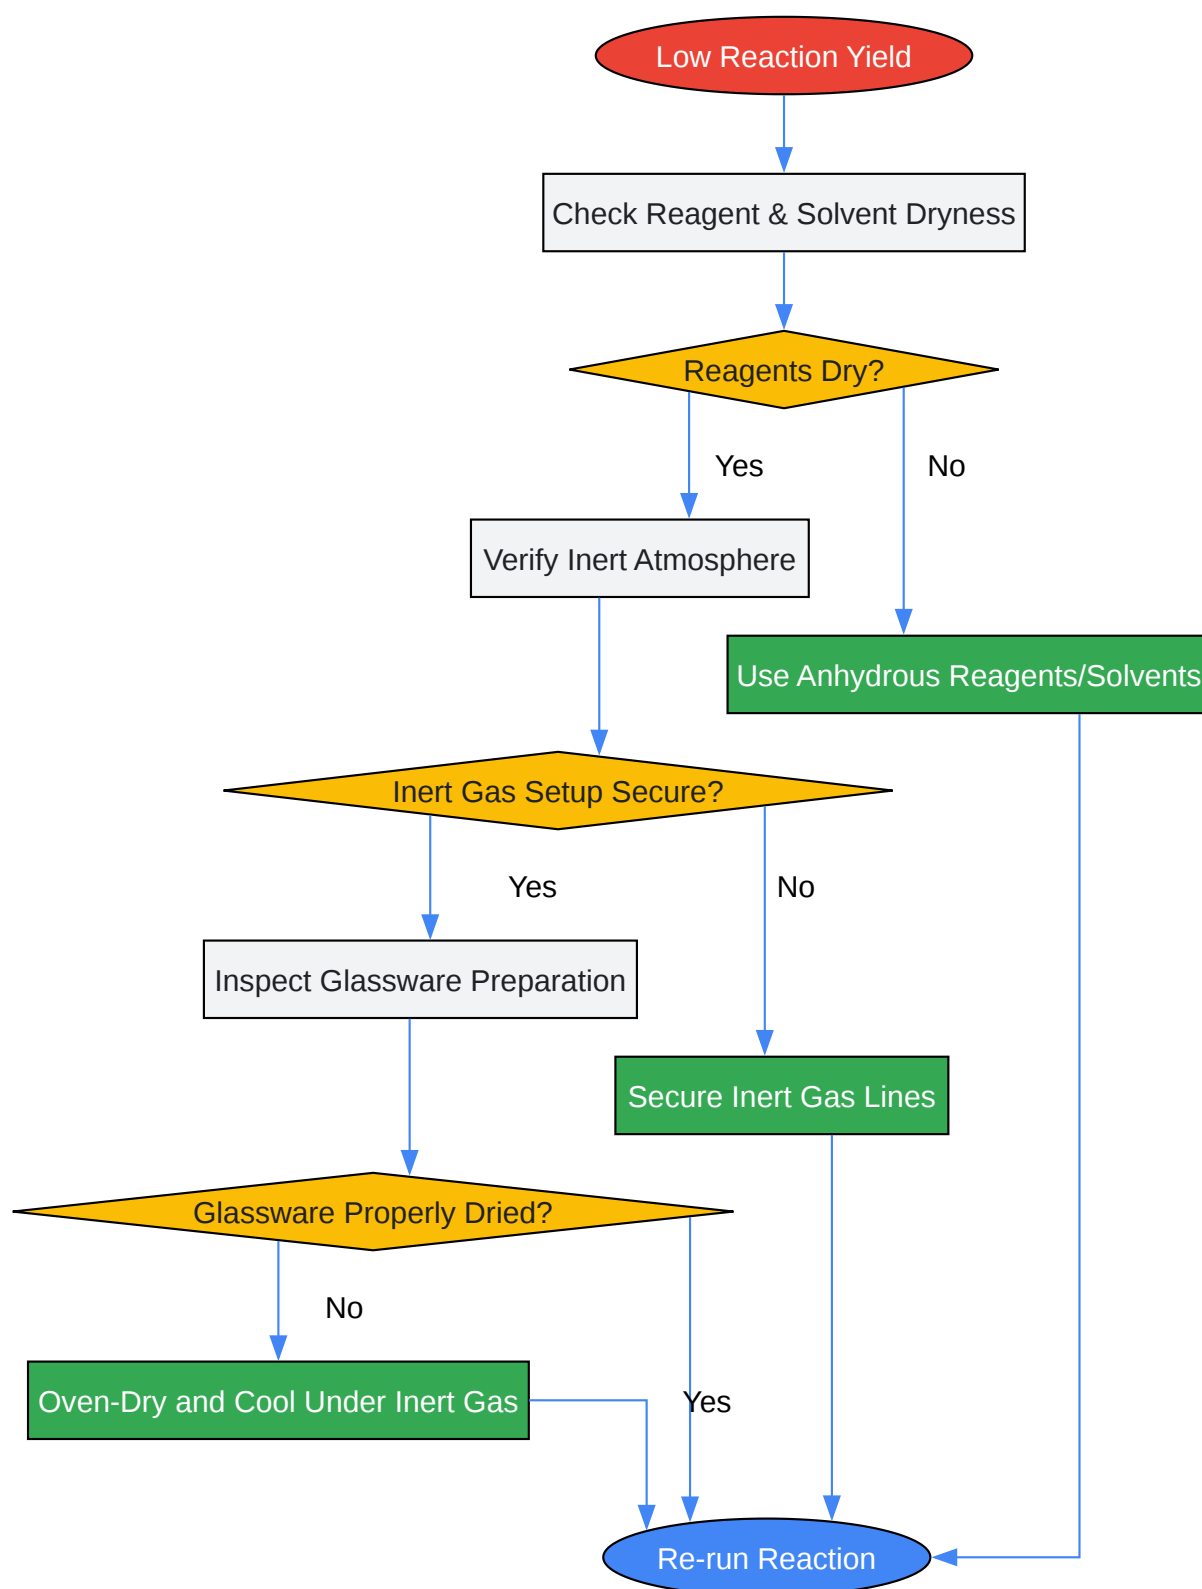 Low Reaction Yield
Check Reagent & Solvent Dryness
Reagents Dry?
Yes
No
Verify Inert Atmosphere
Use Anhydrous Reagents/Solvents
Inert Gas Setup Secure?
Yes
No
Inspect Glassware Preparation
Secure Inert Gas Lines
Glassware Properly Dried?
No
Oven-Dry and Cool Under Inert Gas
Yes
Re-run Reaction